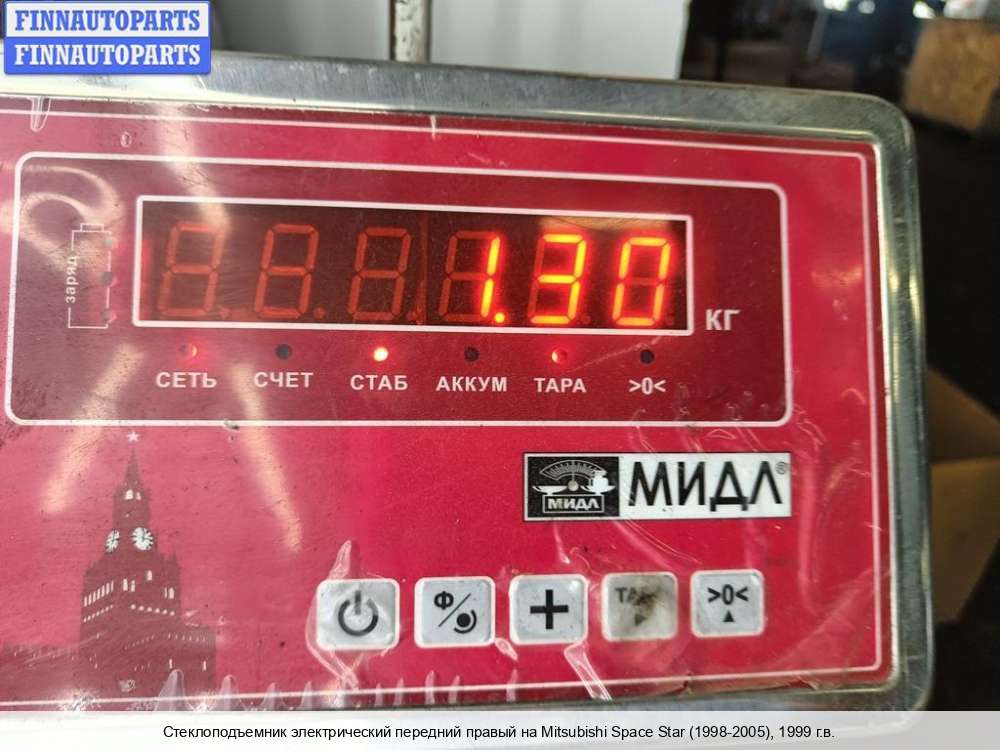 FINNAUTOPARTS
FINNAUTOPARTS
заряд
1.30
КГ
СЕТЬ СЧЕТ СТАБ АККУМ ТАРА >0<
МИДЛ МИДЛ®
Ф + >0<
Стеклоподъемник электрический передний правый на Mitsubishi Space Star (1998-2005), 1999 г.в.